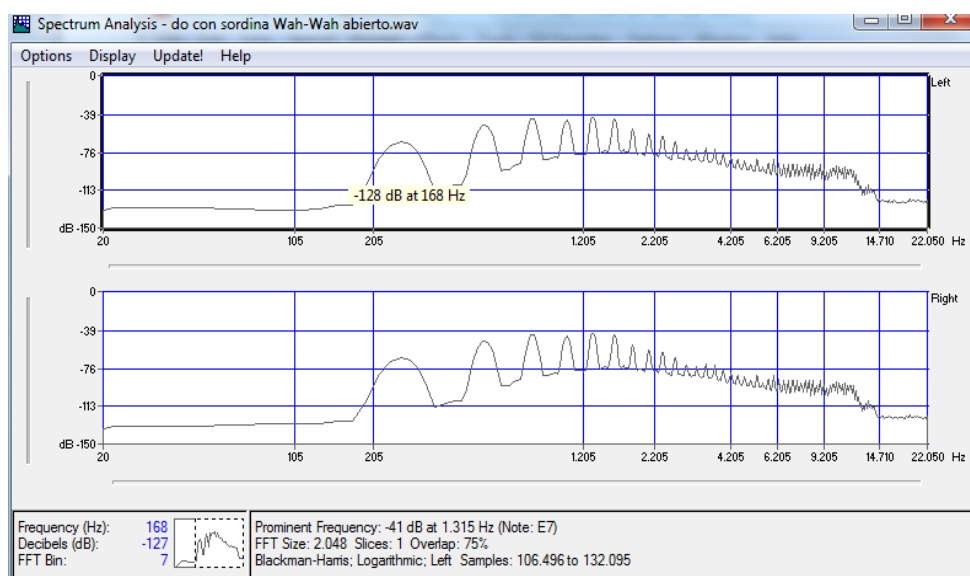 Spectrum Analysis - do con sordina Wah-Wah abierto.wav
Options Display Update! Help
0
Left
-39
-76
-128 dB at 168 Hz
-113
dB -150
20 105 205 1.205 2.205 4.205 6.205 9.205 14.710 22.050 Hz
0
Right
-39
-76
-113
dB -150
20 105 205 1.205 2.205 4.205 6.205 9.205 14.710 22.050 Hz
Frequency (Hz): 168
Decibels (dB): -127
FFT Bin: 7
Prominent Frequency: -41 dB at 1.315 Hz (Note: E7)
FFT Size: 2.048 Slices: 1 Overlap: 75%
Blackman-Harris; Logarithmic; Left Samples: 106.496 to 132.095